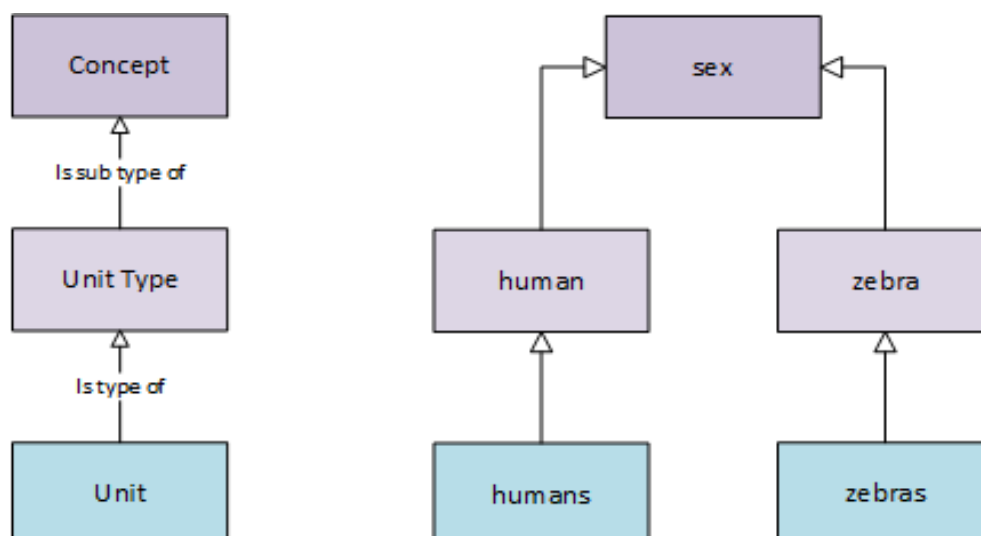 Concept
sex
Is sub type of
Unit Type
human
zebra
Is type of
Unit
humans
zebras